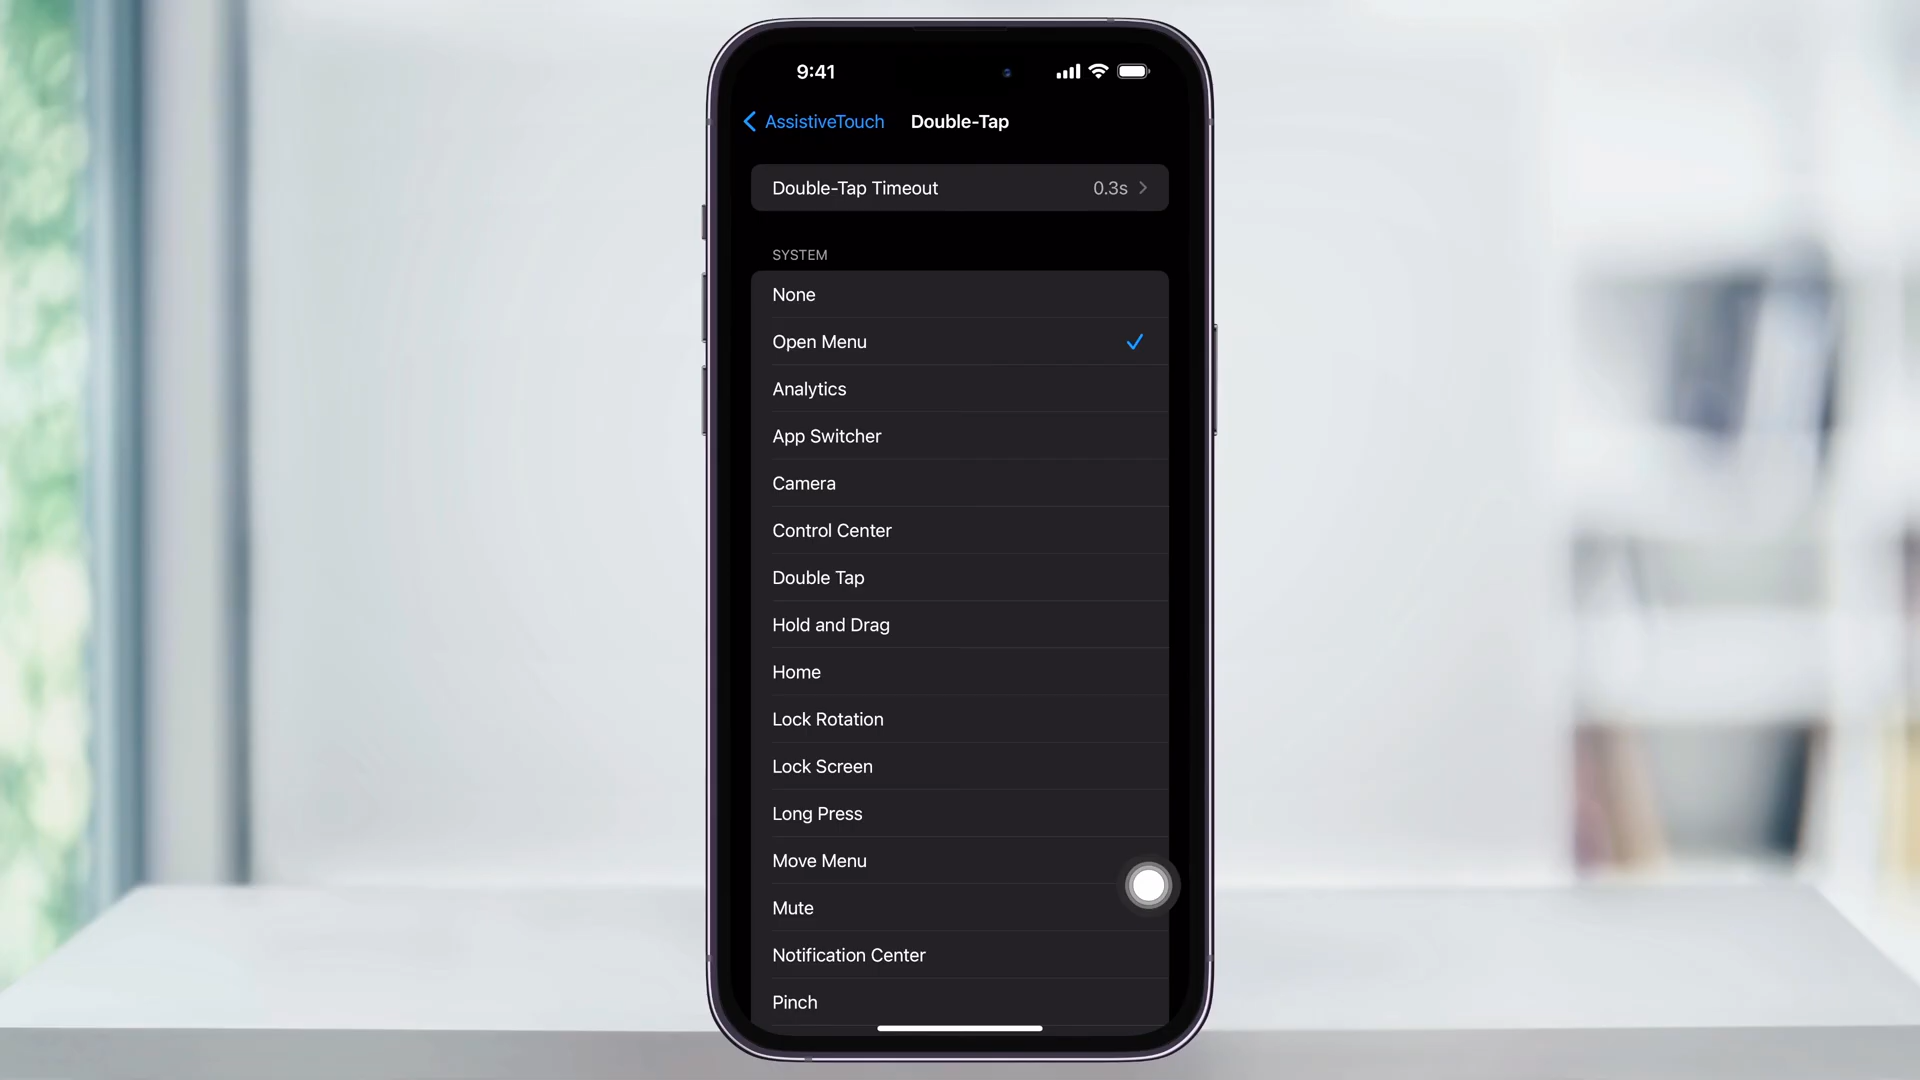 9:41
AssistiveTouch Double-Tap
Double-Tap Timeout 0.3s
SYSTEM
None
Open Menu
Analytics
App Switcher
Camera
Control Center
Double Tap
Hold and Drag
Home
Lock Rotation
Lock Screen
Long Press
Move Menu
Mute
Notification Center
Pinch